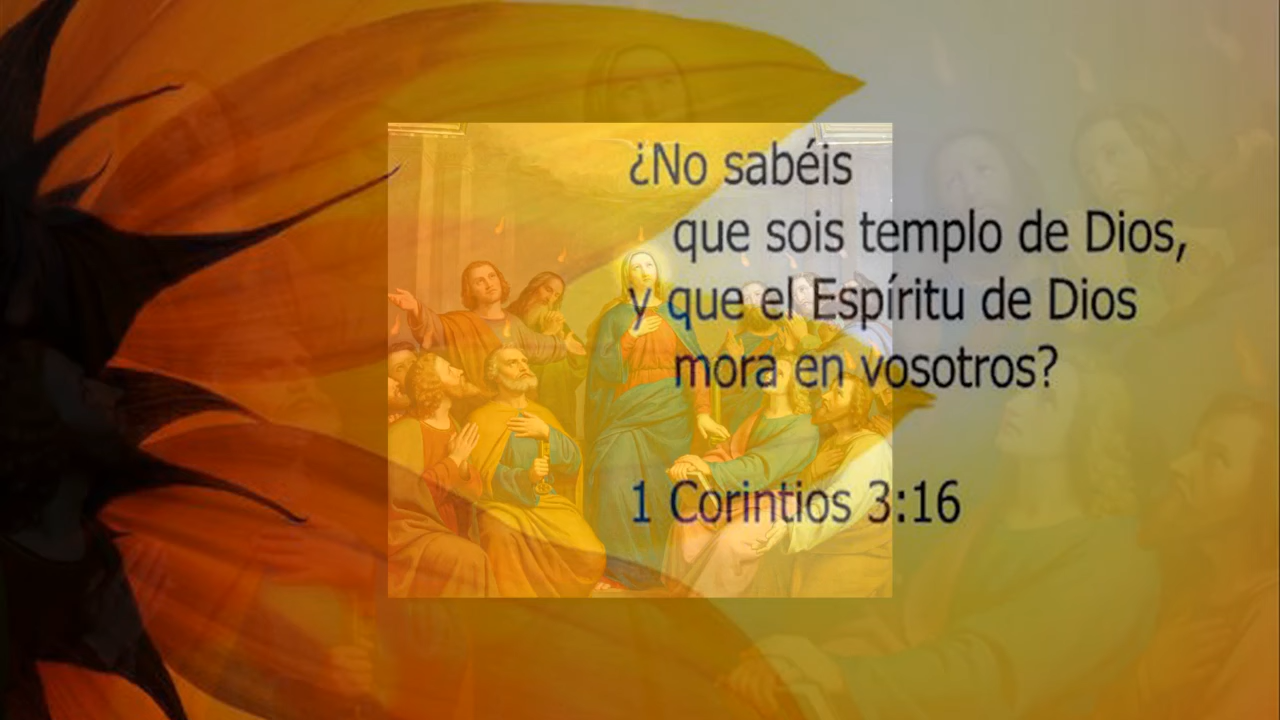 ¿No sabéis
que sois templo de Dios,
y que el Espíritu de Dios
mora en vosotros?
1 Corintios 3:16